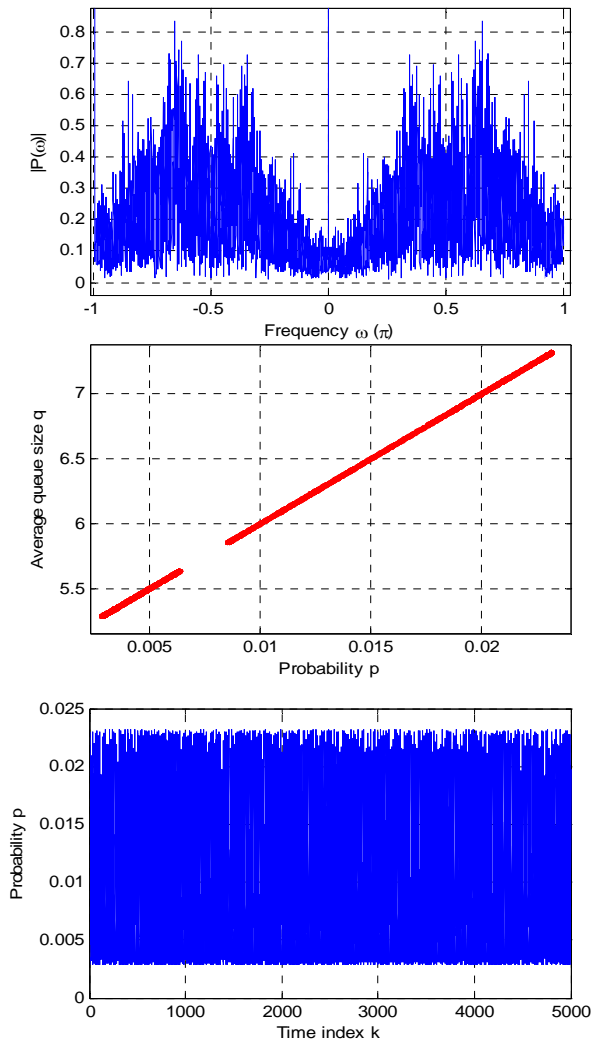 0.8
0.7
0.6
0.5
0.4
0.3
0.2
0.1
0
|P(ω)|
-1 -0.5 0 0.5 1
Frequency ω (π)
7
6.5
6
5.5
Average queue size q
0.005 0.01 0.015 0.02
Probability p
0.025
0.02
0.015
0.01
0.005
0
Probability p
0 1000 2000 3000 4000 5000
Time index k